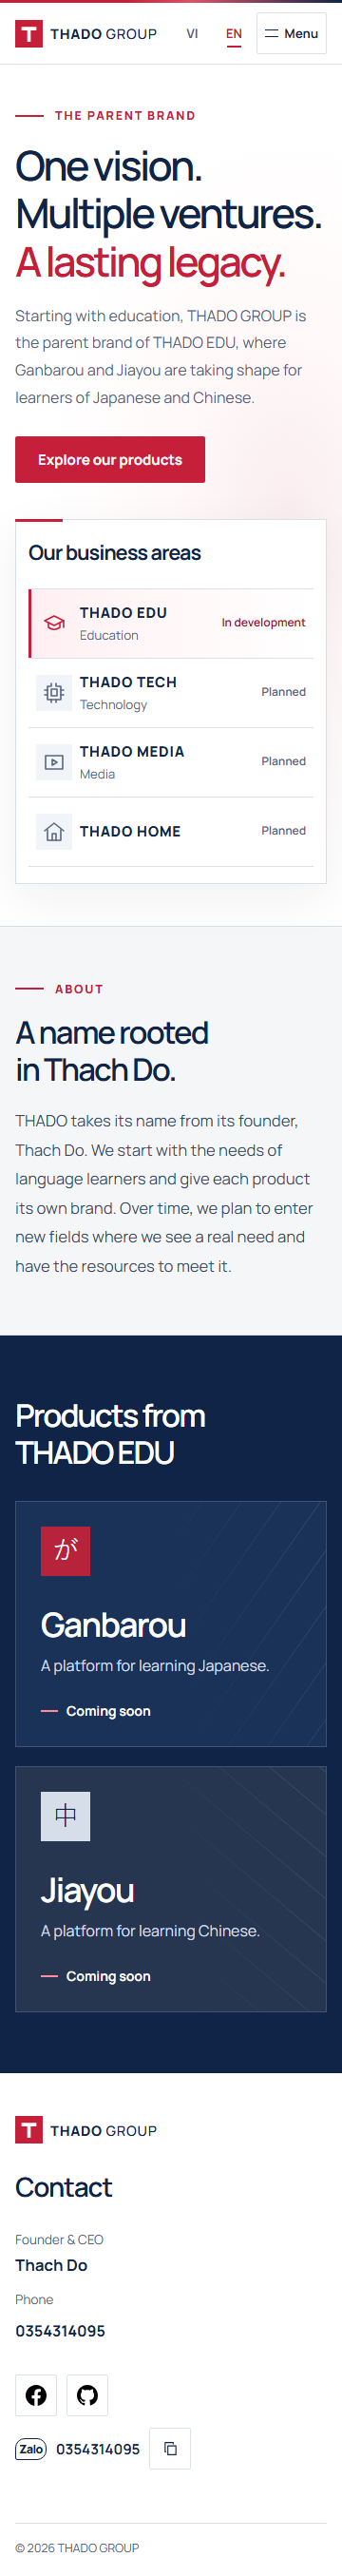 THADO GROUP
VI
EN
Menu
THE PARENT BRAND
One vision.
Multiple ventures.
A lasting legacy.
Starting with education, THADO GROUP is
the parent brand of THADO EDU, where
Ganbarou and Jiayou are taking shape for
learners of Japanese and Chinese.
Explore our products
Our business areas
THADO EDU
Education
In development
THADO TECH
Technology
Planned
THADO MEDIA
Media
Planned
THADO HOME
Planned
ABOUT
A name rooted
in Thach Do.
THADO takes its name from its founder,
Thach Do. We start with the needs of
language learners and give each product
its own brand. Over time, we plan to enter
new fields where we see a real need and
have the resources to meet it.
Products from
THADO EDU
が
Ganbarou
A platform for learning Japanese.
Coming soon
中
Jiayou
A platform for learning Chinese.
Coming soon
THADO GROUP
Contact
Founder & CEO
Thach Do
Phone
0354314095
Zalo
0354314095
© 2026 THADO GROUP